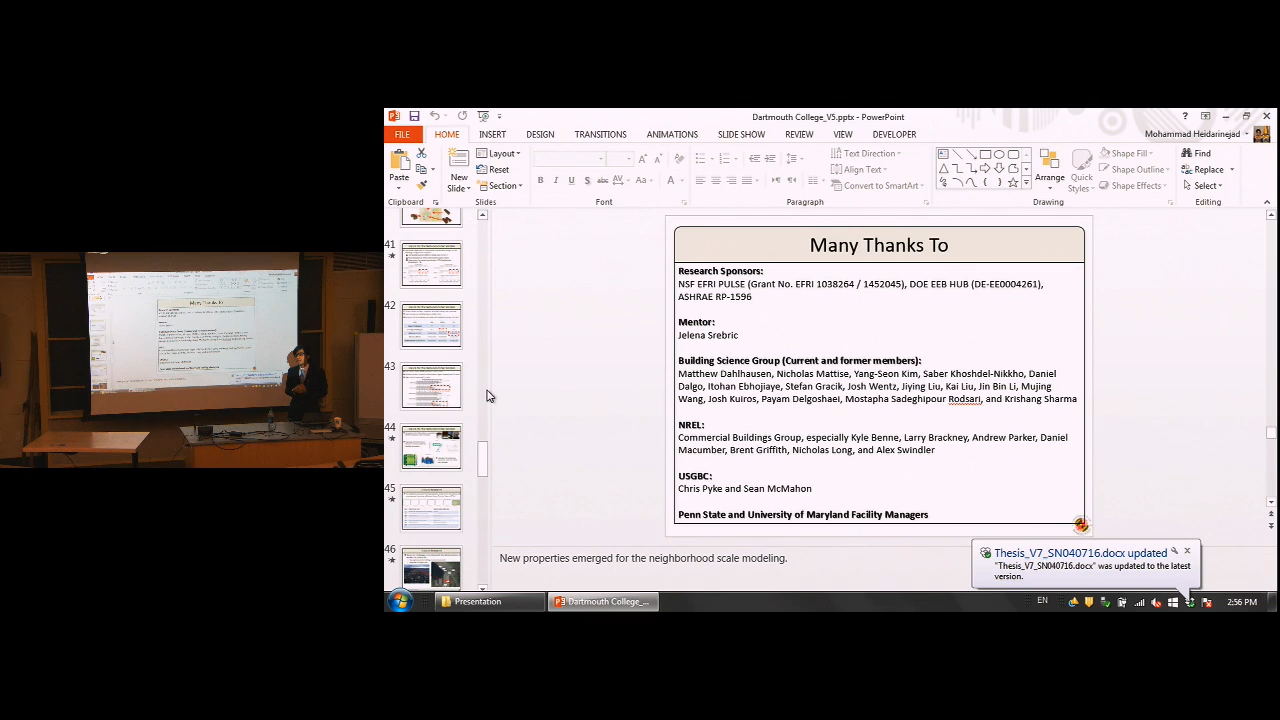 Dartmouth College_V5.pptx - PowerPoint
FILE HOME INSERT DESIGN TRANSITIONS ANIMATIONS SLIDE SHOW REVIEW VIEW DEVELOPER
Mohammad Heidarinejad
Paste
Clipboard
New
Slide
Layout
Reset
Section
Slides
Font
Text Direction
Align Text
Convert to SmartArt
Paragraph
Arrange
Quick
Styles
Shape Fill
Shape Outline
Shape Effects
Drawing
Find
Replace
Select
Editing
41
42
43
44
45
46
Many Thanks To
Research Sponsors:
NSF EFRI-PULSE (Grant No. EFRI 1038264 / 1452045), DOE EEB HUB (DE-EE0004261),
ASHRAE RP-1596
Mentor:
Jelena Srebric
Building Science Group (Current and former members):
Matthew Dahlhausen, Nicholas Mattise, Yang-Seon Kim, Saber Khoshdel-Nikkho, Daniel
Dalgo, Mehdi Stefan Gracik, Josh Wentz, Jiying Liu, Kai Liu, Jin Bin Li, Mujing
Wang, Josh Kuiros, Payam Delgoshaei, Mostafa Sadeghipour Rodsari, and Krishang Sharma
NREL:
Commercial Buildings Group, especially Kyle Benne, Larry Brackney, Andrew Parker, Daniel
Macumber, Brent Griffith, Nicholas Long, and Alex Swindler
USGBC:
Chris Pyke and Sean McMahon
Penn State and University of Maryland Facility Managers
New properties emerged for the neighborhood scale modeling.
Thesis_V7_SN040716.docx updated
"Thesis_V7_SN040716.docx" was updated to the latest
version.
Presentation
Dartmouth College_...
EN
2:56 PM
Many Thanks To